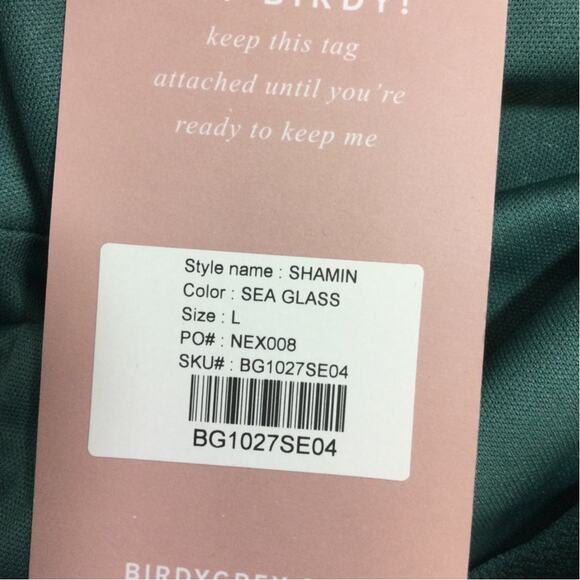 BIRDY!
keep this tag
attached until you're
ready to keep me
Style name : SHAMIN
Color : SEA GLASS
Size : L
PO# : NEX008
SKU# : BG1027SE04
BG1027SE04
BIRDYGREY